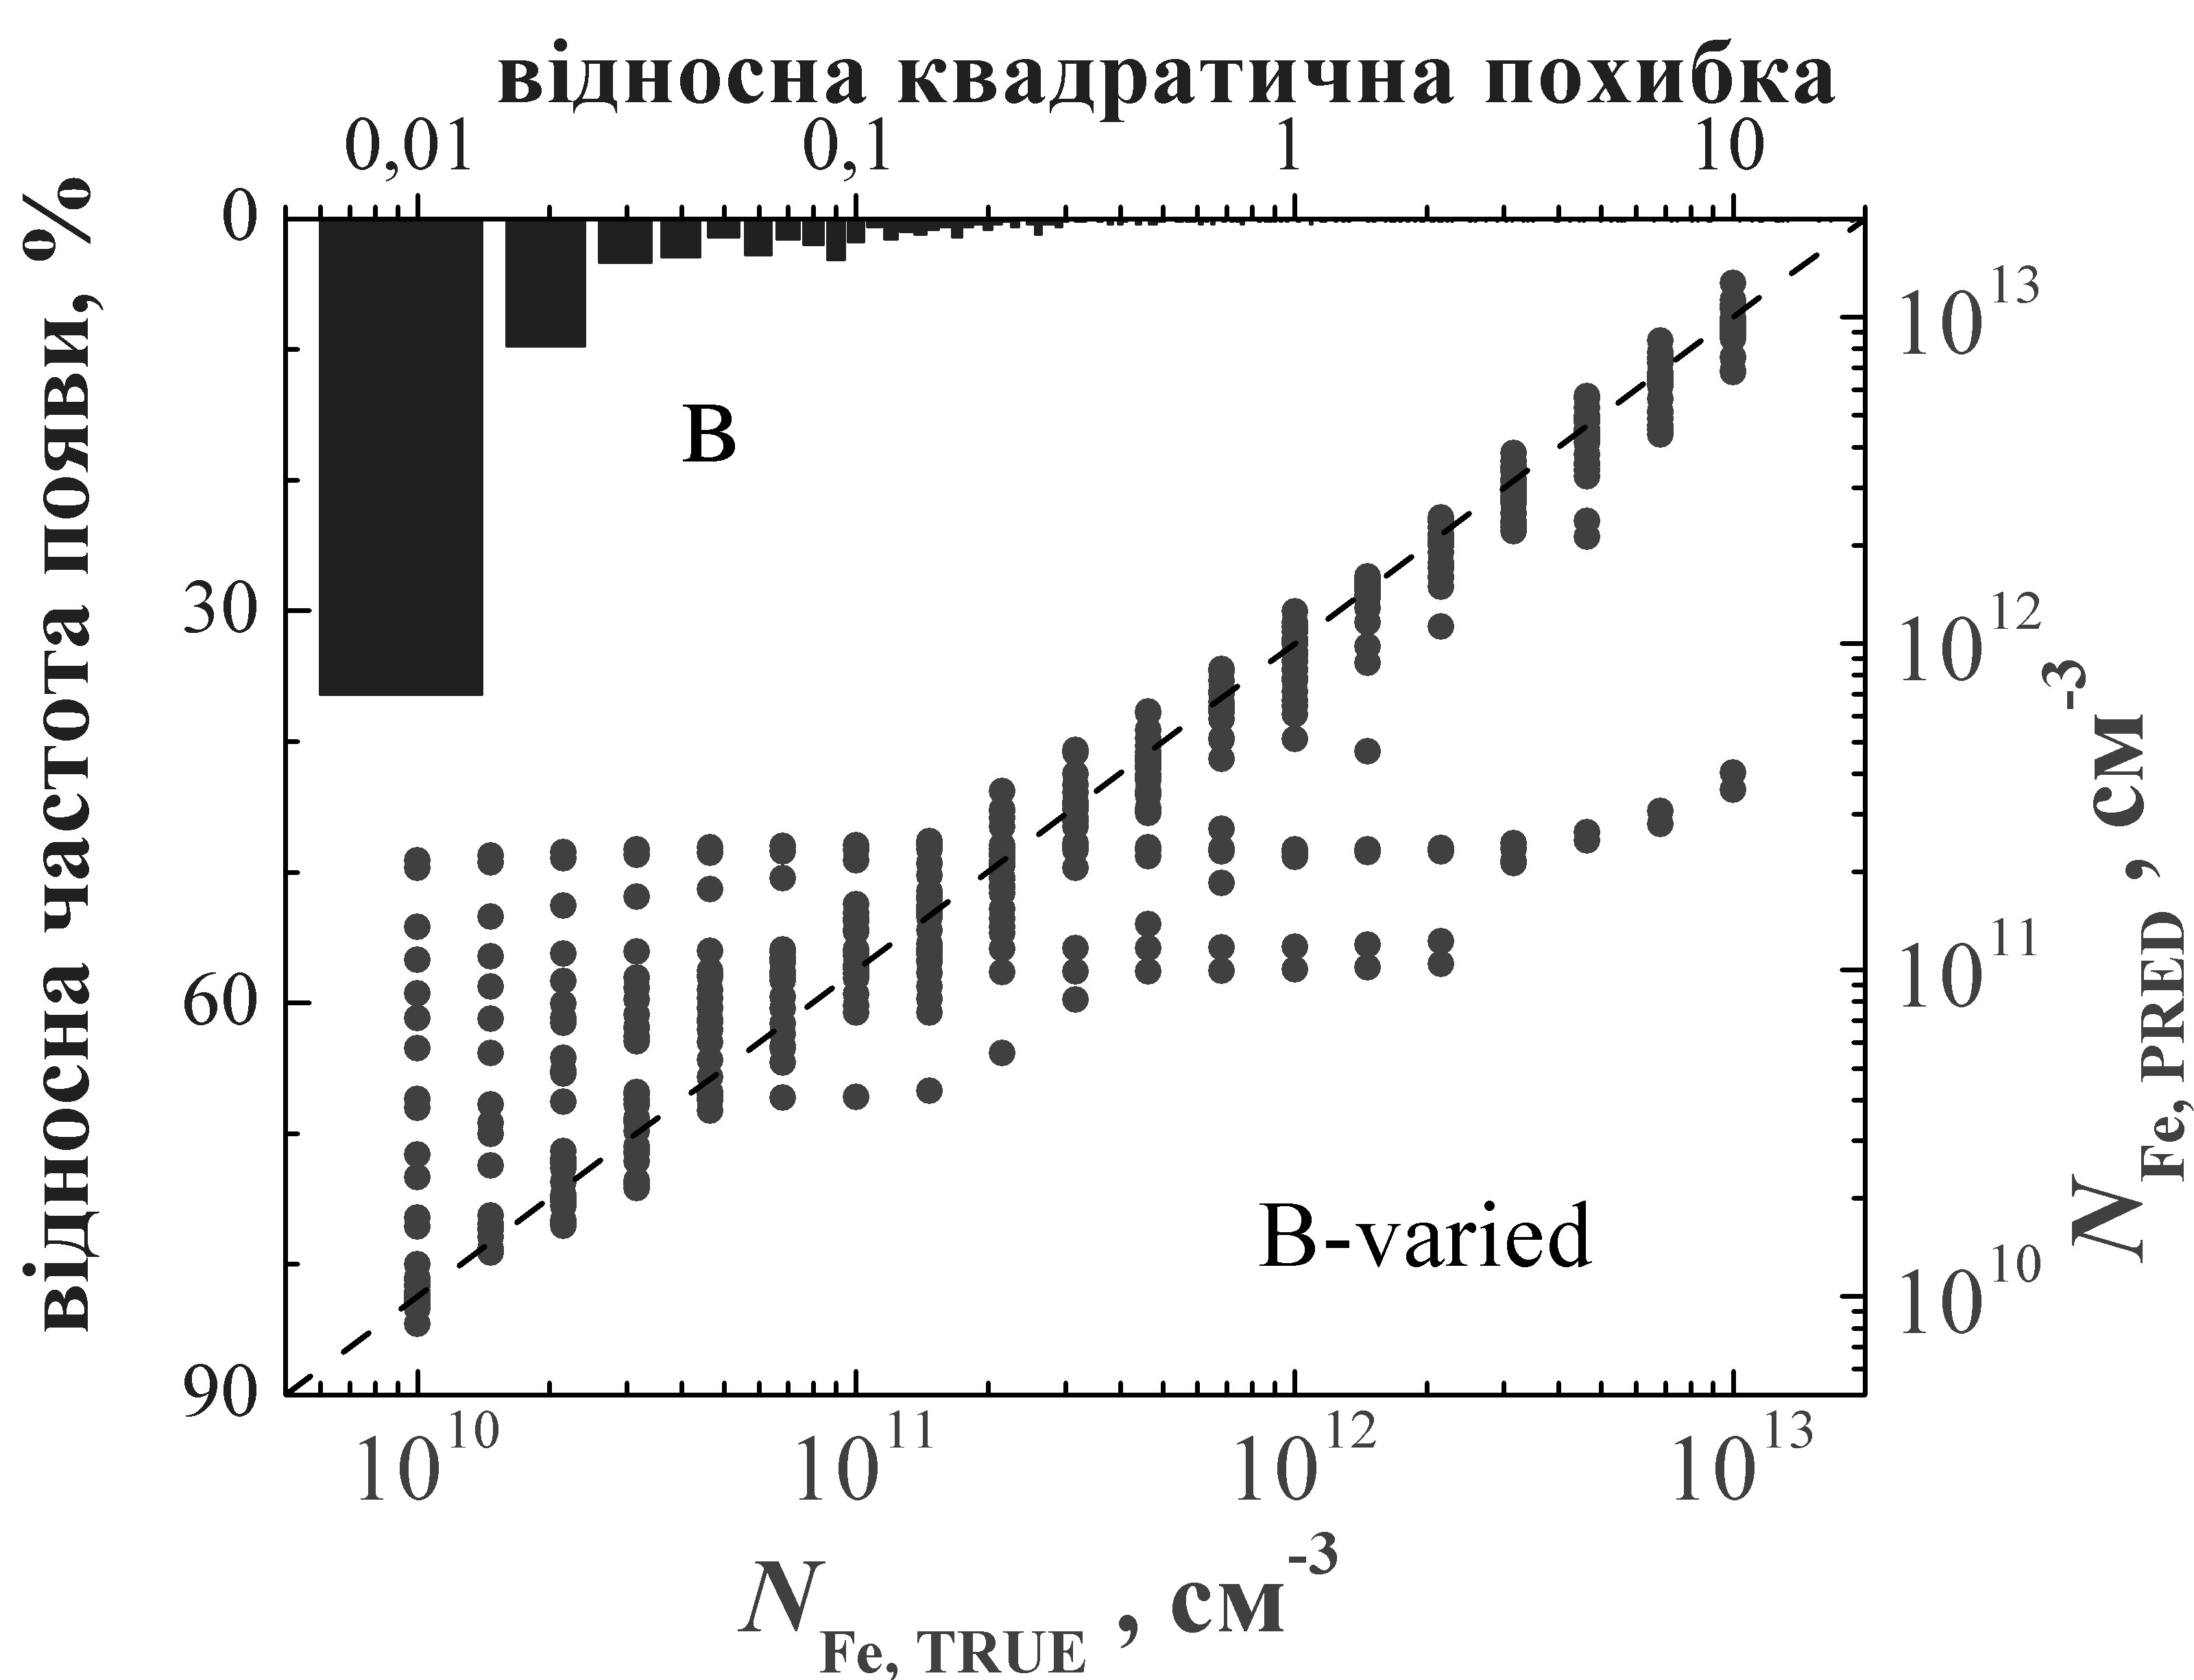 відносна квадратична похибка
0,01 0,1 1 10
відносна частота появи, %
0
30
60
90
в
B-varied
10^13
10^12
10^11
10^10
N Fe, PRED , см^-3
10^10 10^11 10^12 10^13
N Fe, TRUE , см^-3